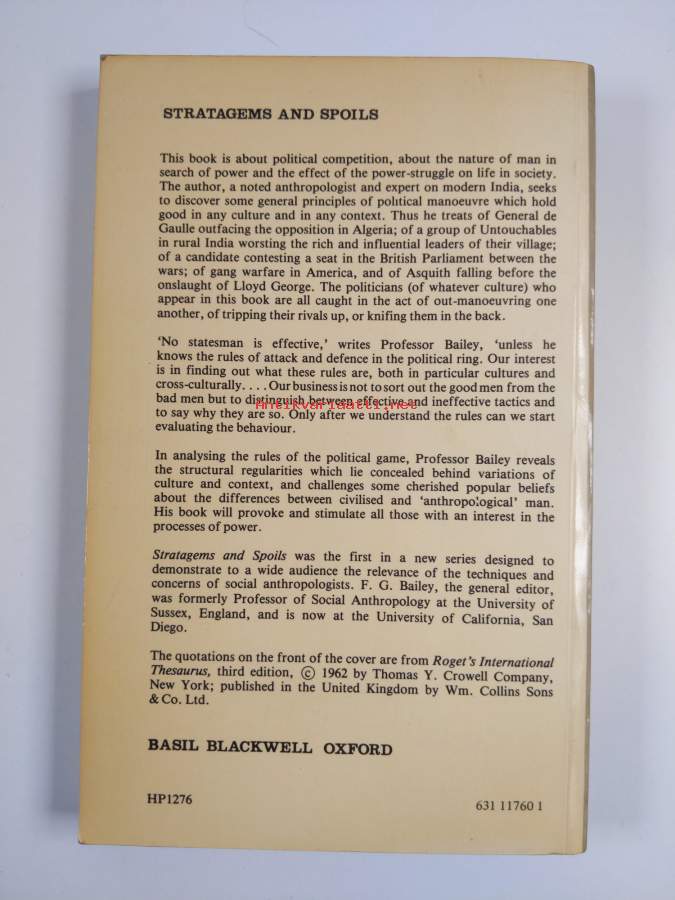 STRATAGEMS AND SPOILS
This book is about political competition, about the nature of man in
search of power and the effect of the power-struggle on life in society.
The author, a noted anthropologist and expert on modern India, seeks
to discover some general principles of political manoeuvre which hold
good in any culture and in any context. Thus he treats of General de
Gaulle outfacing the opposition in Algeria; of a group of Untouchables
in rural India worsting the rich and influential leaders of their village;
of a candidate contesting a seat in the British Parliament between the
wars; of gang warfare in America, and of Asquith falling before the
onslaught of Lloyd George. The politicians (of whatever culture) who
appear in this book are all caught in the act of out-manoeuvring one
another, of tripping their rivals up, or knifing them in the back.
‘No statesman is effective,’ writes Professor Bailey, ‘unless he
knows the rules of attack and defence in the political ring. Our interest
is in finding out what these rules are, both in particular cultures and
cross-culturally. . . . Our business is not to sort out the good men from the
bad men but to distinguish between effective and ineffective tactics and
Antikvariaatti.net
to say why they are so. Only after we understand the rules can we start
evaluating the behaviour.
In analysing the rules of the political game, Professor Bailey reveals
the structural regularities which lie concealed behind variations of
culture and context, and challenges some cherished popular beliefs
about the differences between civilised and ‘anthropological’ man.
His book will provoke and stimulate all those with an interest in the
processes of power.
Stratagems and Spoils was the first in a new series designed to
demonstrate to a wide audience the relevance of the techniques and
concerns of social anthropologists. F. G. Bailey, the general editor,
was formerly Professor of Social Anthropology at the University of
Sussex, England, and is now at the University of California, San
Diego.
The quotations on the front of the cover are from Roget's International
Thesaurus, third edition, © 1962 by Thomas Y. Crowell Company,
New York; published in the United Kingdom by Wm. Collins Sons
& Co. Ltd.
BASIL BLACKWELL OXFORD
HP1276
631 11760 1